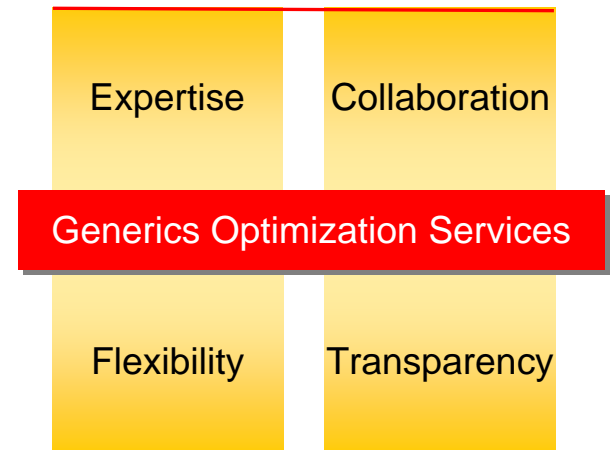 Expertise
Collaboration
Generics Optimization Services
Flexibility
Transparency